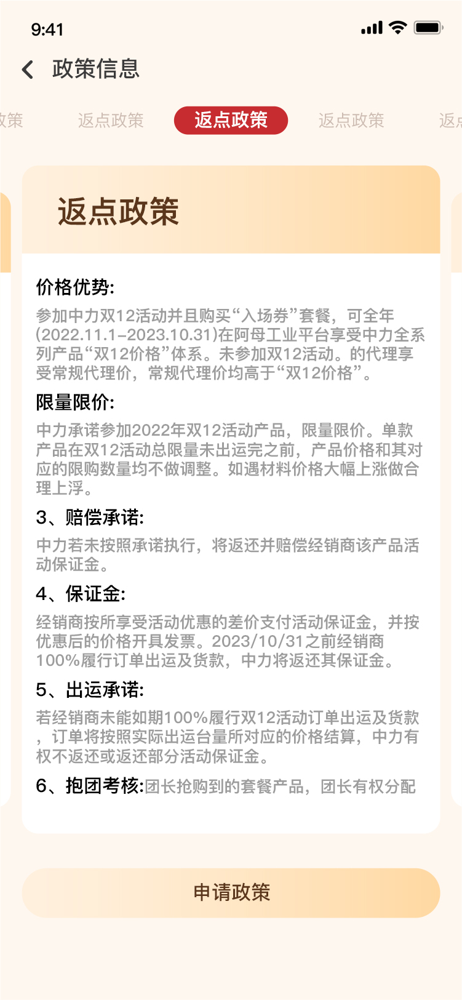 9:41
政策信息
政策 返点政策 返点政策 返点政策 返点
返点政策
价格优势:
参加中力双12活动并且购买“入场券”套餐，可全年
(2022.11.1-2023.10.31)在阿母工业平台享受中力全系
列产品“双12价格”体系。未参加双12活动。的代理享
受常规代理价，常规代理价均高于“双12价格”。
限量限价:
中力承诺参加2022年双12活动产品，限量限价。单款
产品在双12活动总限量未出运完之前，产品价格和其对
应的限购数量均不做调整。如遇材料价格大幅上涨做合
理上浮。
3、赔偿承诺:
中力若未按照承诺执行，将返还并赔偿经销商该产品活
动保证金。
4、保证金:
经销商按所享受活动优惠的差价支付活动保证金，并按
优惠后的价格开具发票。2023/10/31之前经销商
100%履行订单出运及货款，中力将返还其保证金。
5、出运承诺:
若经销商未能如期100%履行双12活动订单出运及货款
，订单将按照实际出运台量所对应的价格结算，中力有
权不返还或返还部分活动保证金。
6、抱团考核:团长抢购到的套餐产品，团长有权分配
申请政策